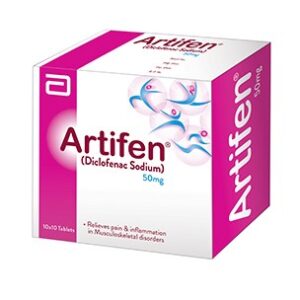 Artifen®
50mg
Artifen®
(Diclofenac Sodium)
50mg
10x10 Tablets
• Relieves pain & inflammation
in Musculoskeletal disorders